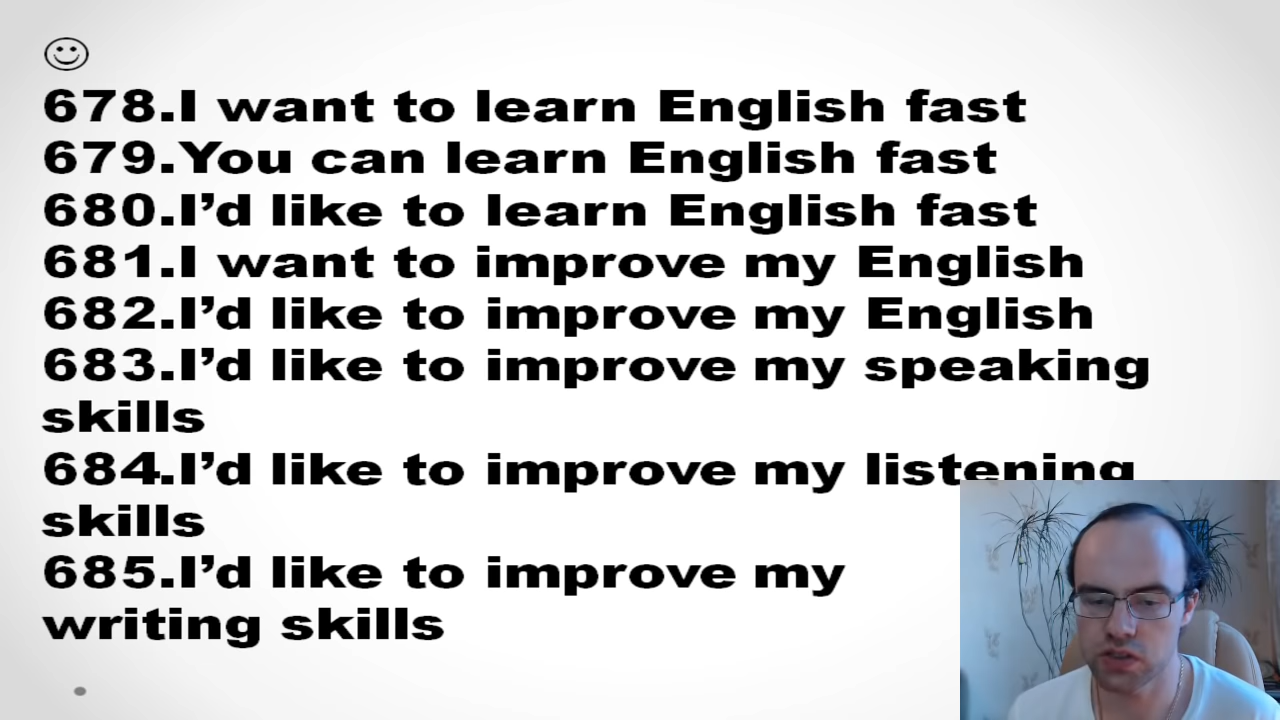 678.I want to learn English fast
679.You can learn English fast
680.I’d like to learn English fast
681.I want to improve my English
682.I’d like to improve my English
683.I’d like to improve my speaking
skills
684.I’d like to improve my listening
skills
685.I’d like to improve my
writing skills